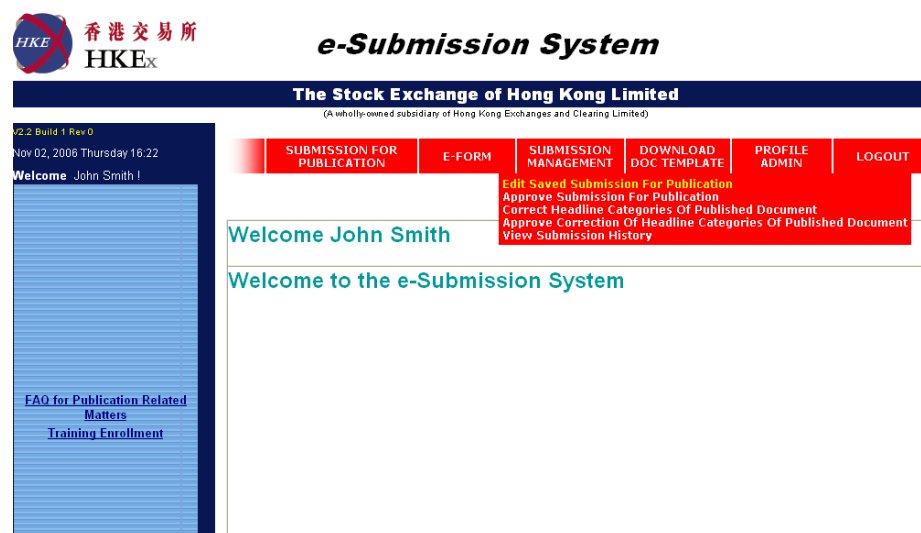 HKE
香港交易所
HKEx
e-Submission System
The Stock Exchange of Hong Kong Limited
(A wholly-owned subsidiary of Hong Kong Exchanges and Clearing Limited)
V2.2 Build 1 Rev 0
Nov 02, 2006 Thursday 16:22
Welcome John Smith !
SUBMISSION FOR
PUBLICATION
E-FORM
SUBMISSION
MANAGEMENT
DOWNLOAD
DOC TEMPLATE
PROFILE
ADMIN
LOGOUT
Edit Saved Submission For Publication
Approve Submission For Publication
Correct Headline Categories Of Published Document
Approve Correction Of Headline Categories Of Published Document
View Submission History
Welcome John Smith
Welcome to the e-Submission System
FAQ for Publication Related
Matters
Training Enrollment